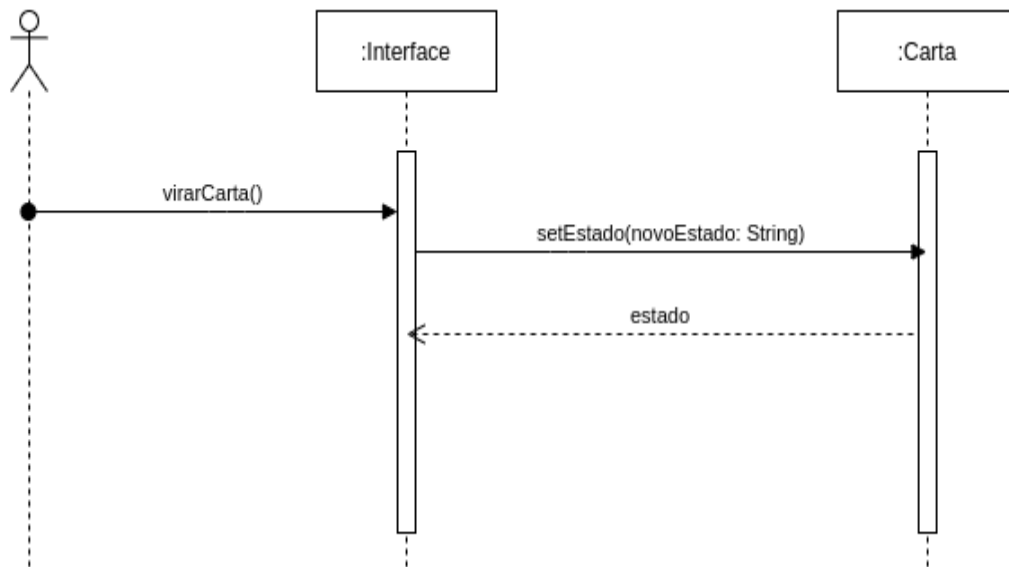 :Interface
:Carta
virarCarta()
setEstado(novoEstado: String)
estado